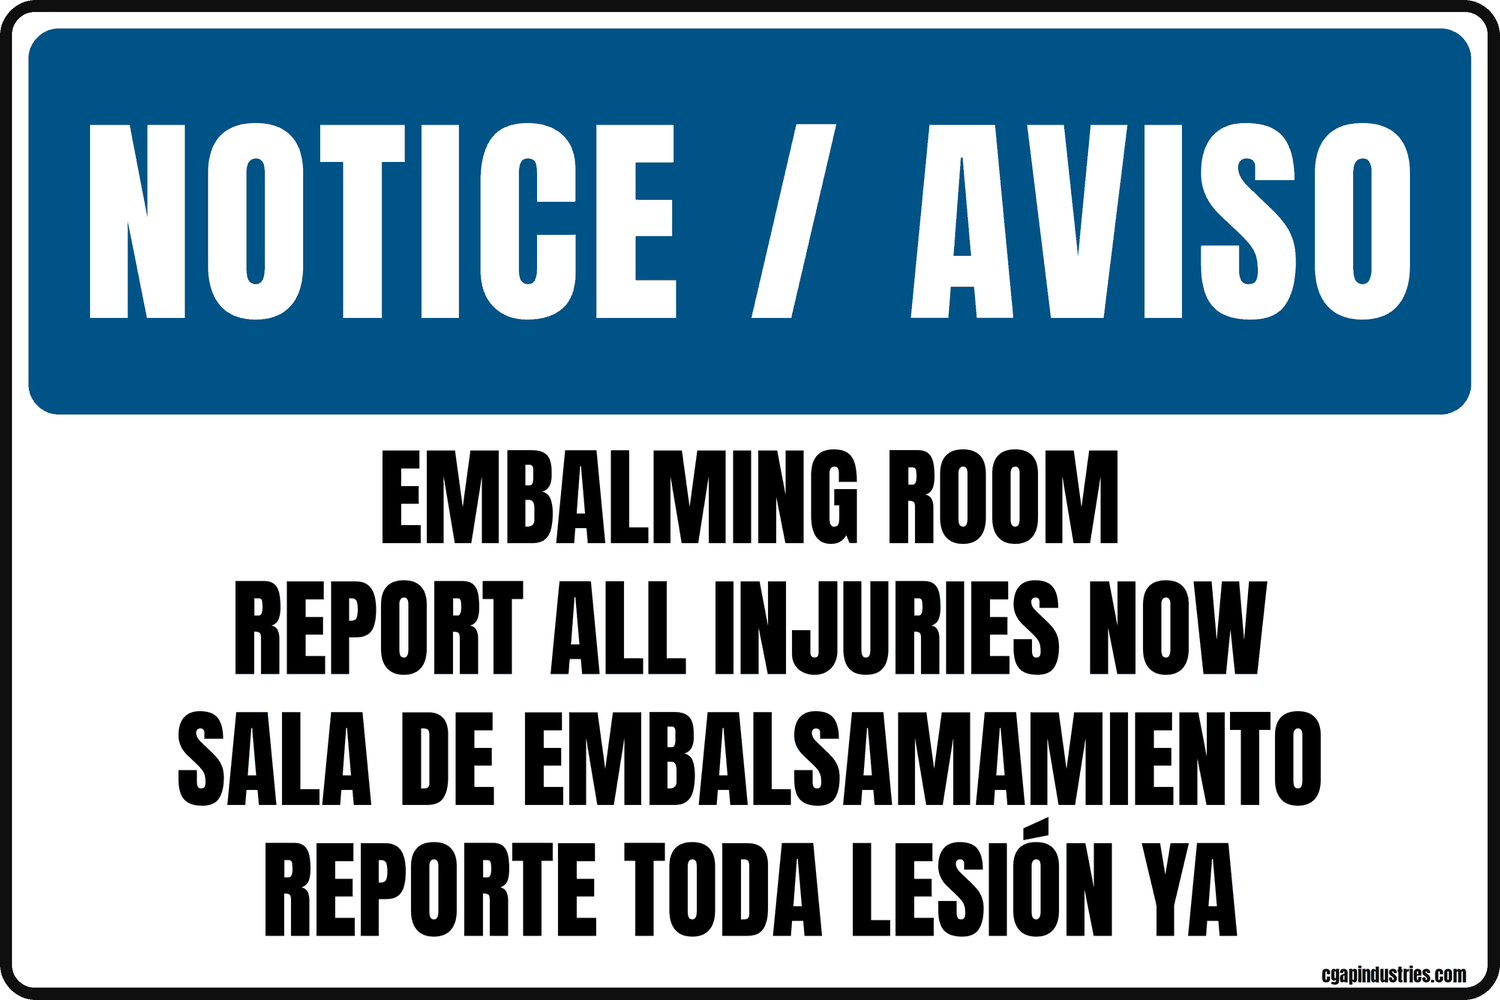 NOTICE / AVISO
EMBALMING ROOM
REPORT ALL INJURIES NOW
SALA DE EMBALSAMAMIENTO
REPORTE TODA LESIÓN YA
cgapindustries.com